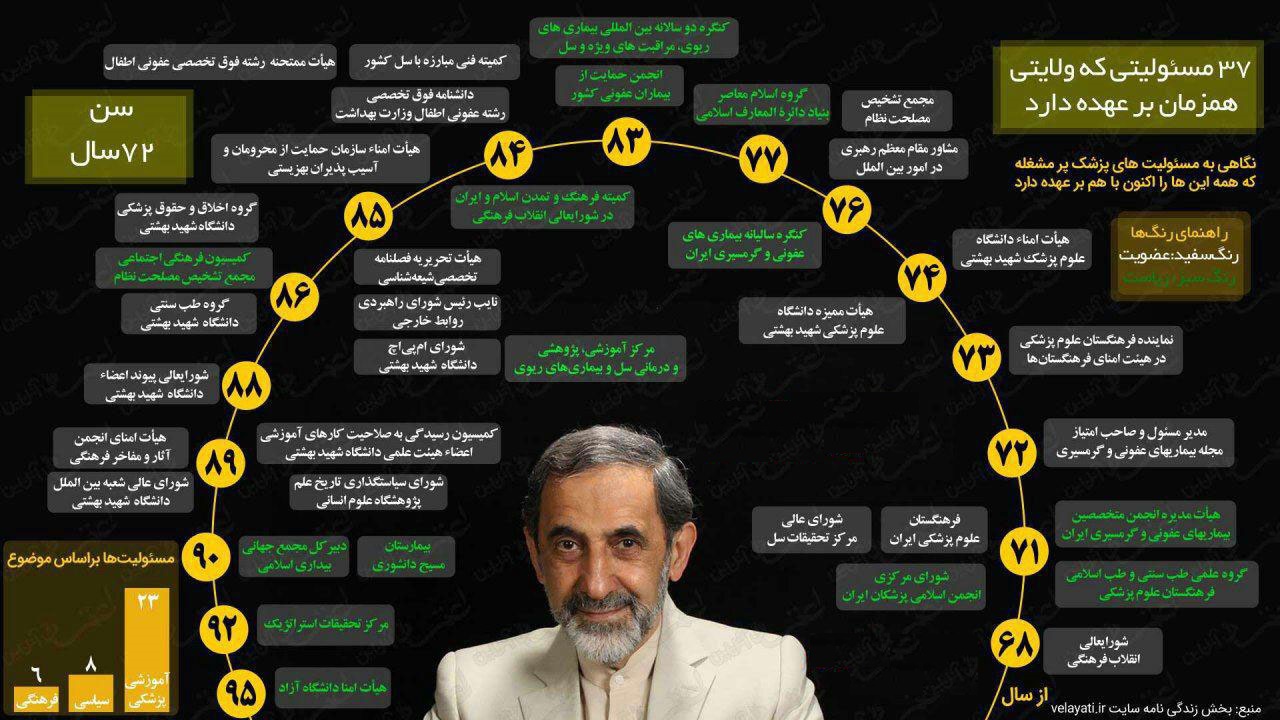 ۳۷ مسئولیتی که ولایتی
همزمان بر عهده دارد
نگاهی به مسئولیت های پزشک پر مشغله
که همه این ها را اکنون با هم بر عهده دارد
راهنمای رنگ‌ها
رنگ‌سفید:عضویت
رنگ سبز:ریاست
سن
۷۲سال
از سال
۶۸
شورایعالی
انقلاب فرهنگی
۷۱
هیأت مدیره انجمن متخصصین
بیماریهای عفونی و گرمسیری ایران
گروه علمی طب سنتی و طب اسلامی
فرهنگستان علوم پزشکی
فرهنگستان
علوم پزشکی ایران
شورای عالی
مرکز تحقیقات سل
شورای مرکزی
انجمن اسلامی پزشکان ایران
۷۲
مدیر مسئول و صاحب امتیاز
مجله بیماریهای عفونی و گرمسیری
۷۳
نماینده فرهنگستان علوم پزشکی
در هیئت امنای فرهنگستان‌ها
۷۴
هیأت امناء دانشگاه
علوم پزشک شهید بهشتی
هیأت ممیزه دانشگاه
علوم پزشکی شهید بهشتی
۷۶
مجمع تشخیص
مصلحت نظام
مشاور مقام معظم رهبری
در امور بین الملل
کنگره سالیانه بیماری های
عفونی و گرمسیری ایران
۷۷
گروه اسلام معاصر
بنیاد دائرة المعارف اسلامی
۸۳
کنگره دو سالانه بین المللی بیماری های
ریوی، مراقبت های ویژه و سل
انجمن حمایت از
بیماران عفونی کشور
۸۴
کمیته فنی مبارزه با سل کشور
هیأت ممتحنه رشته فوق تخصصی عفونی اطفال
دانشنامه فوق تخصصی
رشته عفونی اطفال وزارت بهداشت
کمیته فرهنگ و تمدن اسلام و ایران
در شورایعالی انقلاب فرهنگی
۸۵
هیأت امناء سازمان حمایت از محرومان و
آسیب پذیران بهزیستی
۸۶
گروه اخلاق و حقوق پزشکی
دانشگاه شهید بهشتی
کمیسیون فرهنگی اجتماعی
مجمع تشخیص مصلحت نظام
گروه طب سنتی
دانشگاه شهید بهشتی
هیأت تحریریه فصلنامه
تخصصی شیعه‌شناسی
نایب رئیس شورای راهبردی
روابط خارجی
شورای ام‌پی‌اچ
دانشگاه شهید بهشتی
مرکز آموزشی، پژوهشی
و درمانی سل و بیماری‌های ریوی
۸۸
شورایعالی پیوند اعضاء
دانشگاه شهید بهشتی
۸۹
هیأت امنای انجمن
آثار و مفاخر فرهنگی
شورای عالی شعبه بین الملل
دانشگاه شهید بهشتی
کمیسیون رسیدگی به صلاحیت کارهای آموزشی
اعضاء هیئت علمی دانشگاه شهید بهشتی
شورای سیاستگذاری تاریخ علم
پژوهشگاه علوم انسانی
۹۰
دبیر کل مجمع جهانی
بیداری اسلامی
بیمارستان
مسیح دانشوری
۹۲
مرکز تحقیقات استراتژیک
۹۵
هیأت امنا دانشگاه آزاد
مسئولیت‌ها براساس موضوع
۲۳
آموزشی
پزشکی
۸
سیاسی
۶
فرهنگی
منبع: بخش زندگی نامه سایت velayati.ir